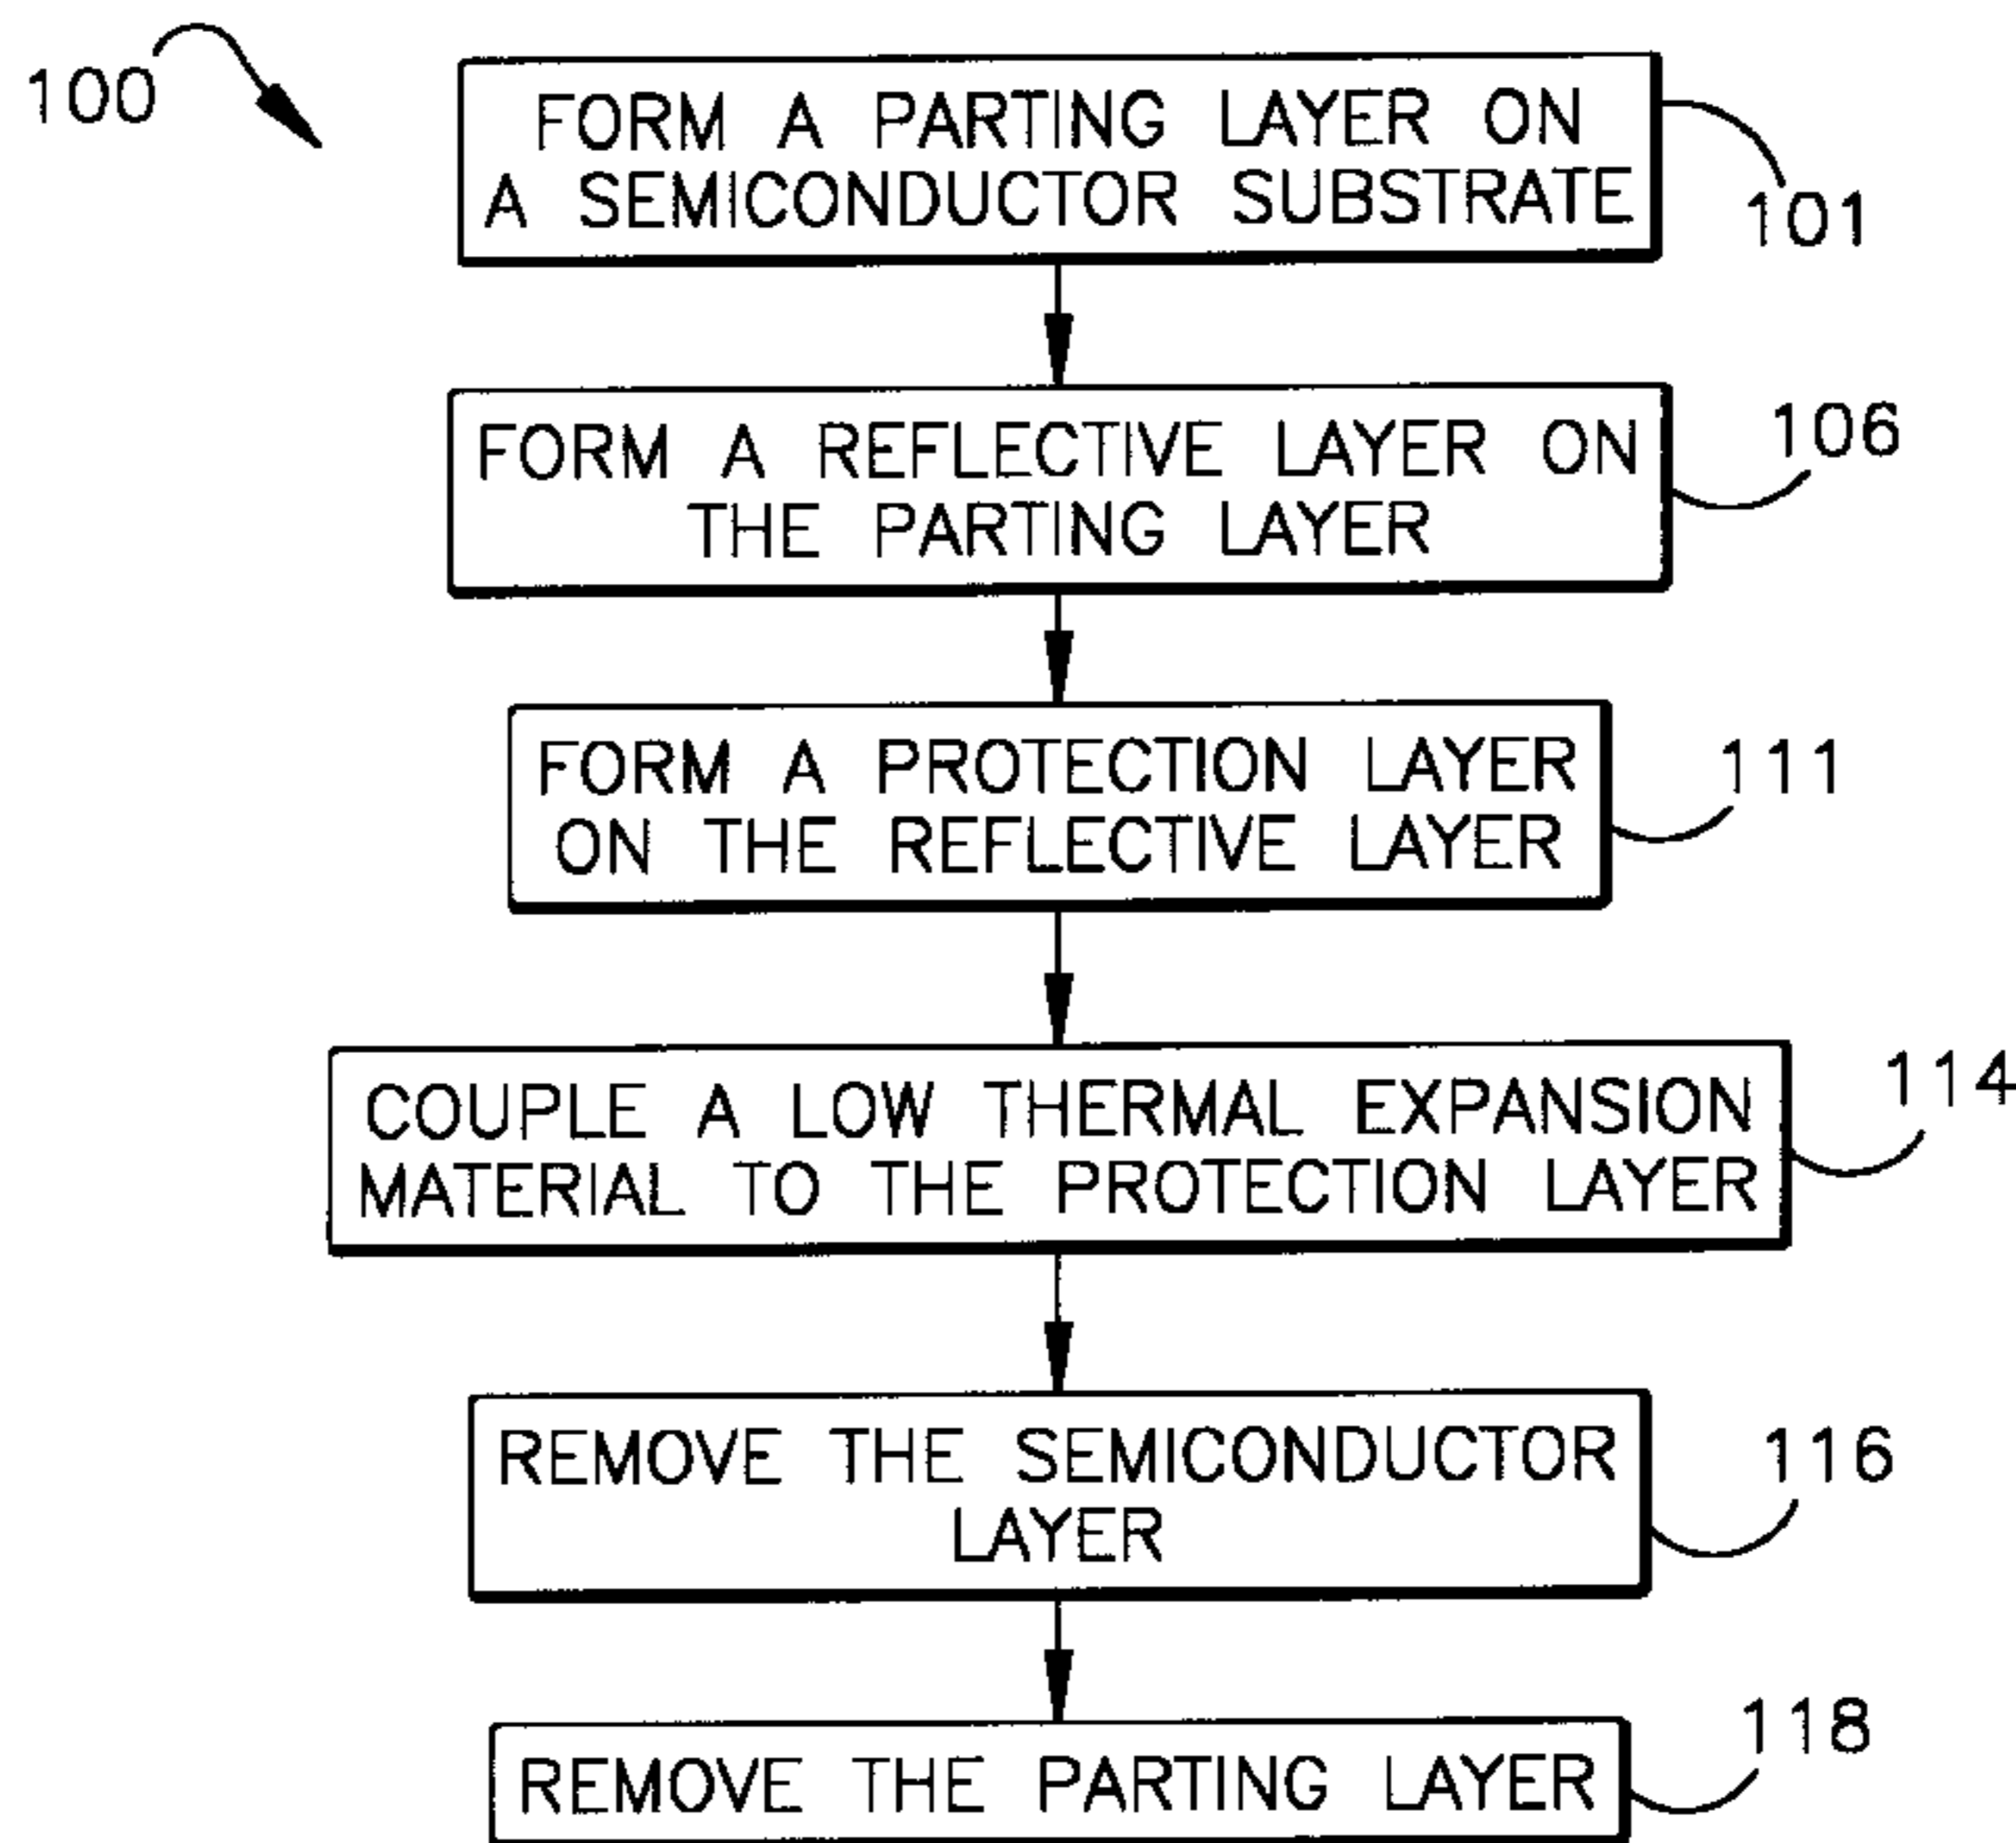 100
FORM A PARTING LAYER ON
A SEMICONDUCTOR SUBSTRATE
101
FORM A REFLECTIVE LAYER ON
THE PARTING LAYER
106
FORM A PROTECTION LAYER
ON THE REFLECTIVE LAYER
111
COUPLE A LOW THERMAL EXPANSION
MATERIAL TO THE PROTECTION LAYER
114
REMOVE THE SEMICONDUCTOR
LAYER
116
REMOVE THE PARTING LAYER
118